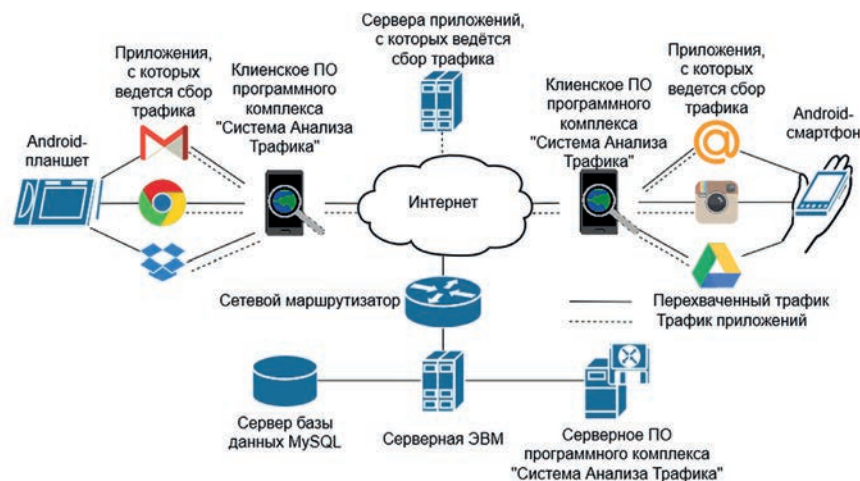 Приложения,
с которых
ведется сбор
трафика
Клиенское ПО
программного
комплекса
"Система Анализа
Трафика"
Android-
планшет
Сервера приложений,
с которых ведётся
сбор трафика
Клиенское ПО
программного
комплекса
"Система Анализа
Трафика"
Приложения,
с которых
ведется сбор
трафика
Android-
смартфон
Интернет
Сетевой маршрутизатор
Перехваченный трафик
Трафик приложений
Сервер базы
данных MySQL
Серверная ЭВМ
Серверное ПО
программного комплекса
"Система Анализа Трафика"